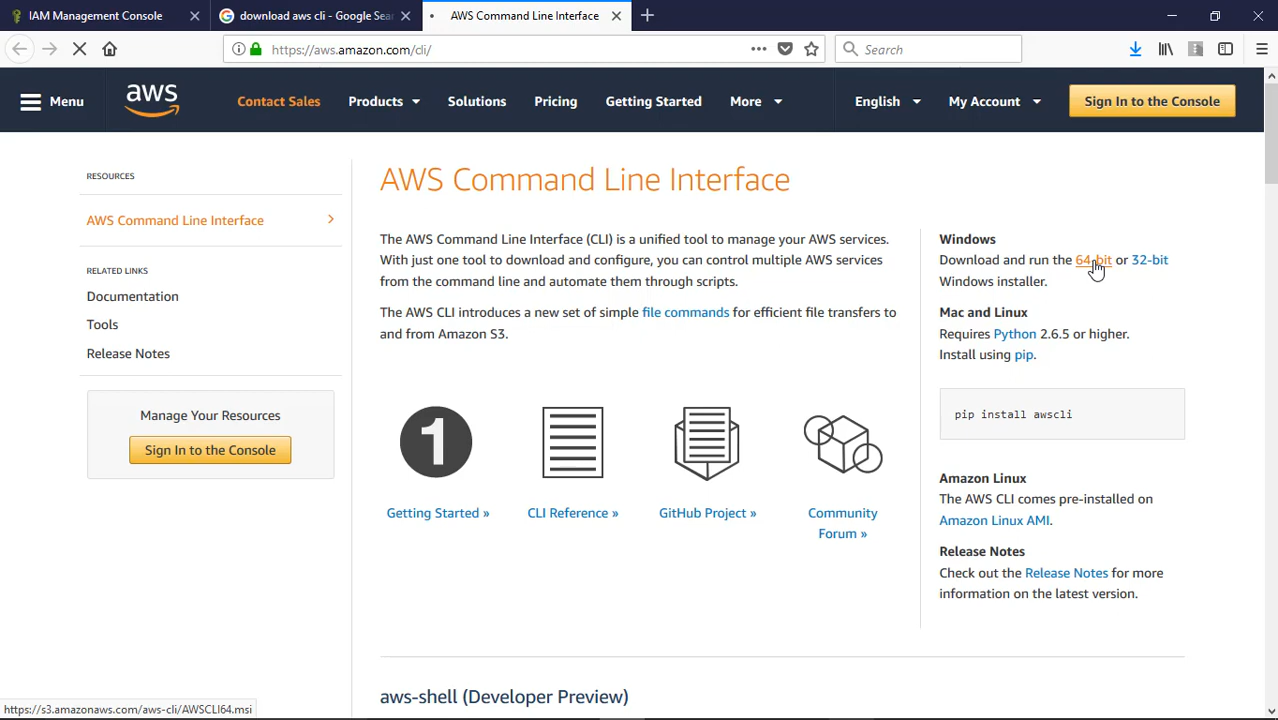 IAM Management Console
download aws cli - Google Sea
AWS Command Line Interface
https://aws.amazon.com/cli/
Search
Menu
aws
Contact Sales
Products
Solutions
Pricing
Getting Started
More
English
My Account
Sign In to the Console
RESOURCES
AWS Command Line Interface
RELATED LINKS
Documentation
Tools
Release Notes
Manage Your Resources
Sign In to the Console
AWS Command Line Interface
The AWS Command Line Interface (CLI) is a unified tool to manage your AWS services.
With just one tool to download and configure, you can control multiple AWS services
from the command line and automate them through scripts.
The AWS CLI introduces a new set of simple file commands for efficient file transfers to
and from Amazon S3.
1
Getting Started »
CLI Reference »
GitHub Project »
Community
Forum »
Windows
Download and run the 64-bit or 32-bit
Windows installer.
Mac and Linux
Requires Python 2.6.5 or higher.
Install using pip.
pip install awscli
Amazon Linux
The AWS CLI comes pre-installed on
Amazon Linux AMI.
Release Notes
Check out the Release Notes for more
information on the latest version.
aws-shell (Developer Preview)
https://s3.amazonaws.com/aws-cli/AWSCLI64.msi